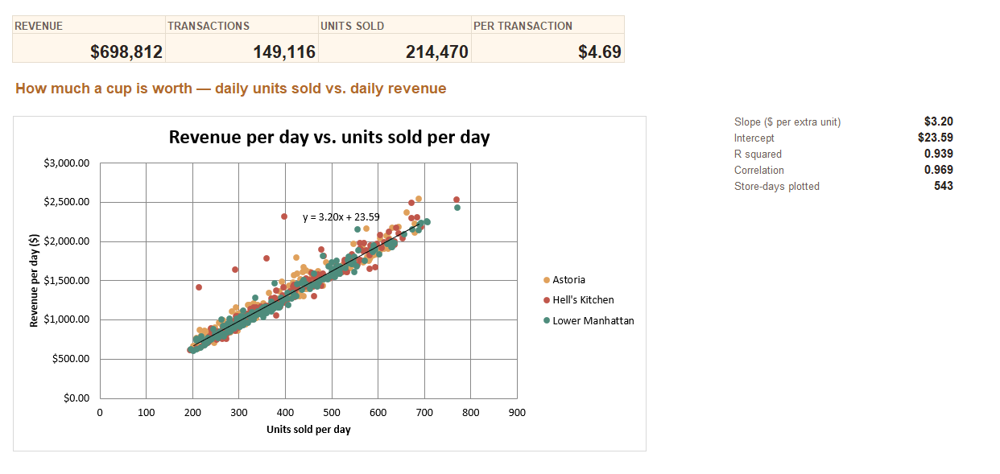 REVENUE TRANSACTIONS UNITS SOLD PER TRANSACTION
$698,812 149,116 214,470 $4.69
How much a cup is worth — daily units sold vs. daily revenue
Revenue per day vs. units sold per day
$3,000.00
$2,500.00
$2,000.00
$1,500.00
$1,000.00
$500.00
$0.00
Revenue per day ($)
y = 3.20x + 23.59
0 100 200 300 400 500 600 700 800 900
Units sold per day
Astoria
Hell's Kitchen
Lower Manhattan
Slope ($ per extra unit) $3.20
Intercept $23.59
R squared 0.939
Correlation 0.969
Store-days plotted 543